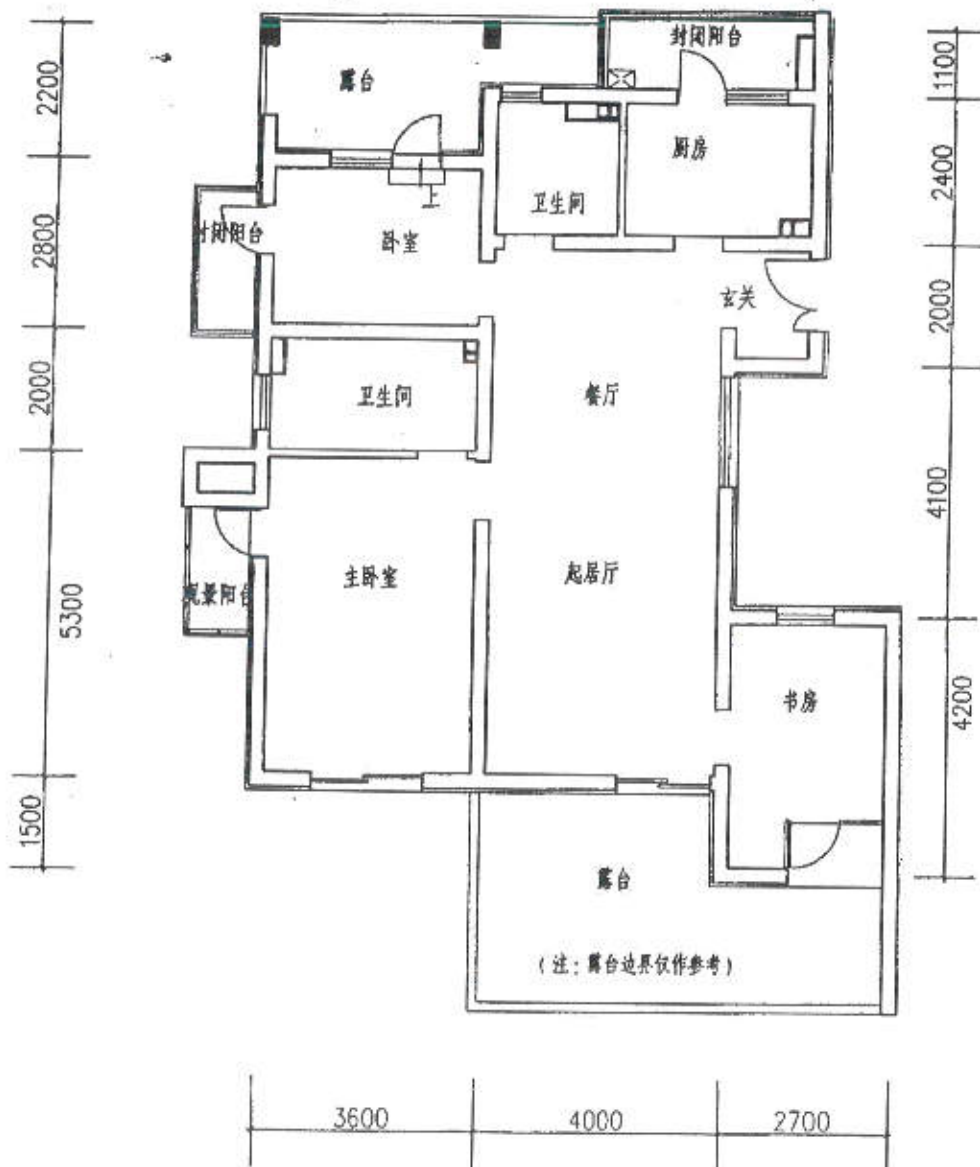 封闭阳台
露台
厨房
卫生间
卧室
上
封闭阳台
玄关
卫生间
餐厅
主卧室
起居厅
观景阳台
书房
露台
(注:露台边界仅作参考)
2200
2800
2000
5300
1500
1100
2400
2000
4100
4200
3600
4000
2700